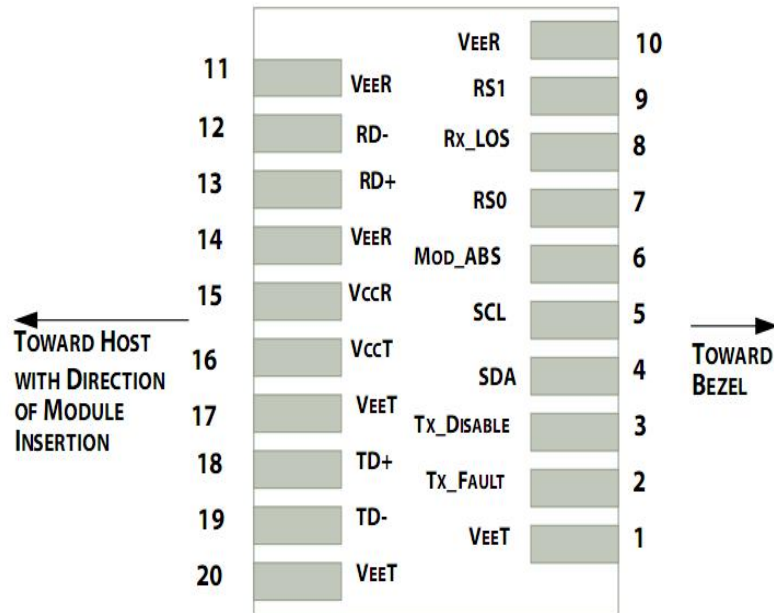 11 VEER
12 RD-
13 RD+
14 VEER
15 VCCR
16 VCCT
17 VEET
18 TD+
19 TD-
20 VEET
VEER 10
RS1 9
RX_LOS 8
RS0 7
MOD_ABS 6
SCL 5
SDA 4
TX_DISABLE 3
TX_FAULT 2
VEET 1
TOWARD HOST
WITH DIRECTION
OF MODULE
INSERTION
TOWARD
BEZEL